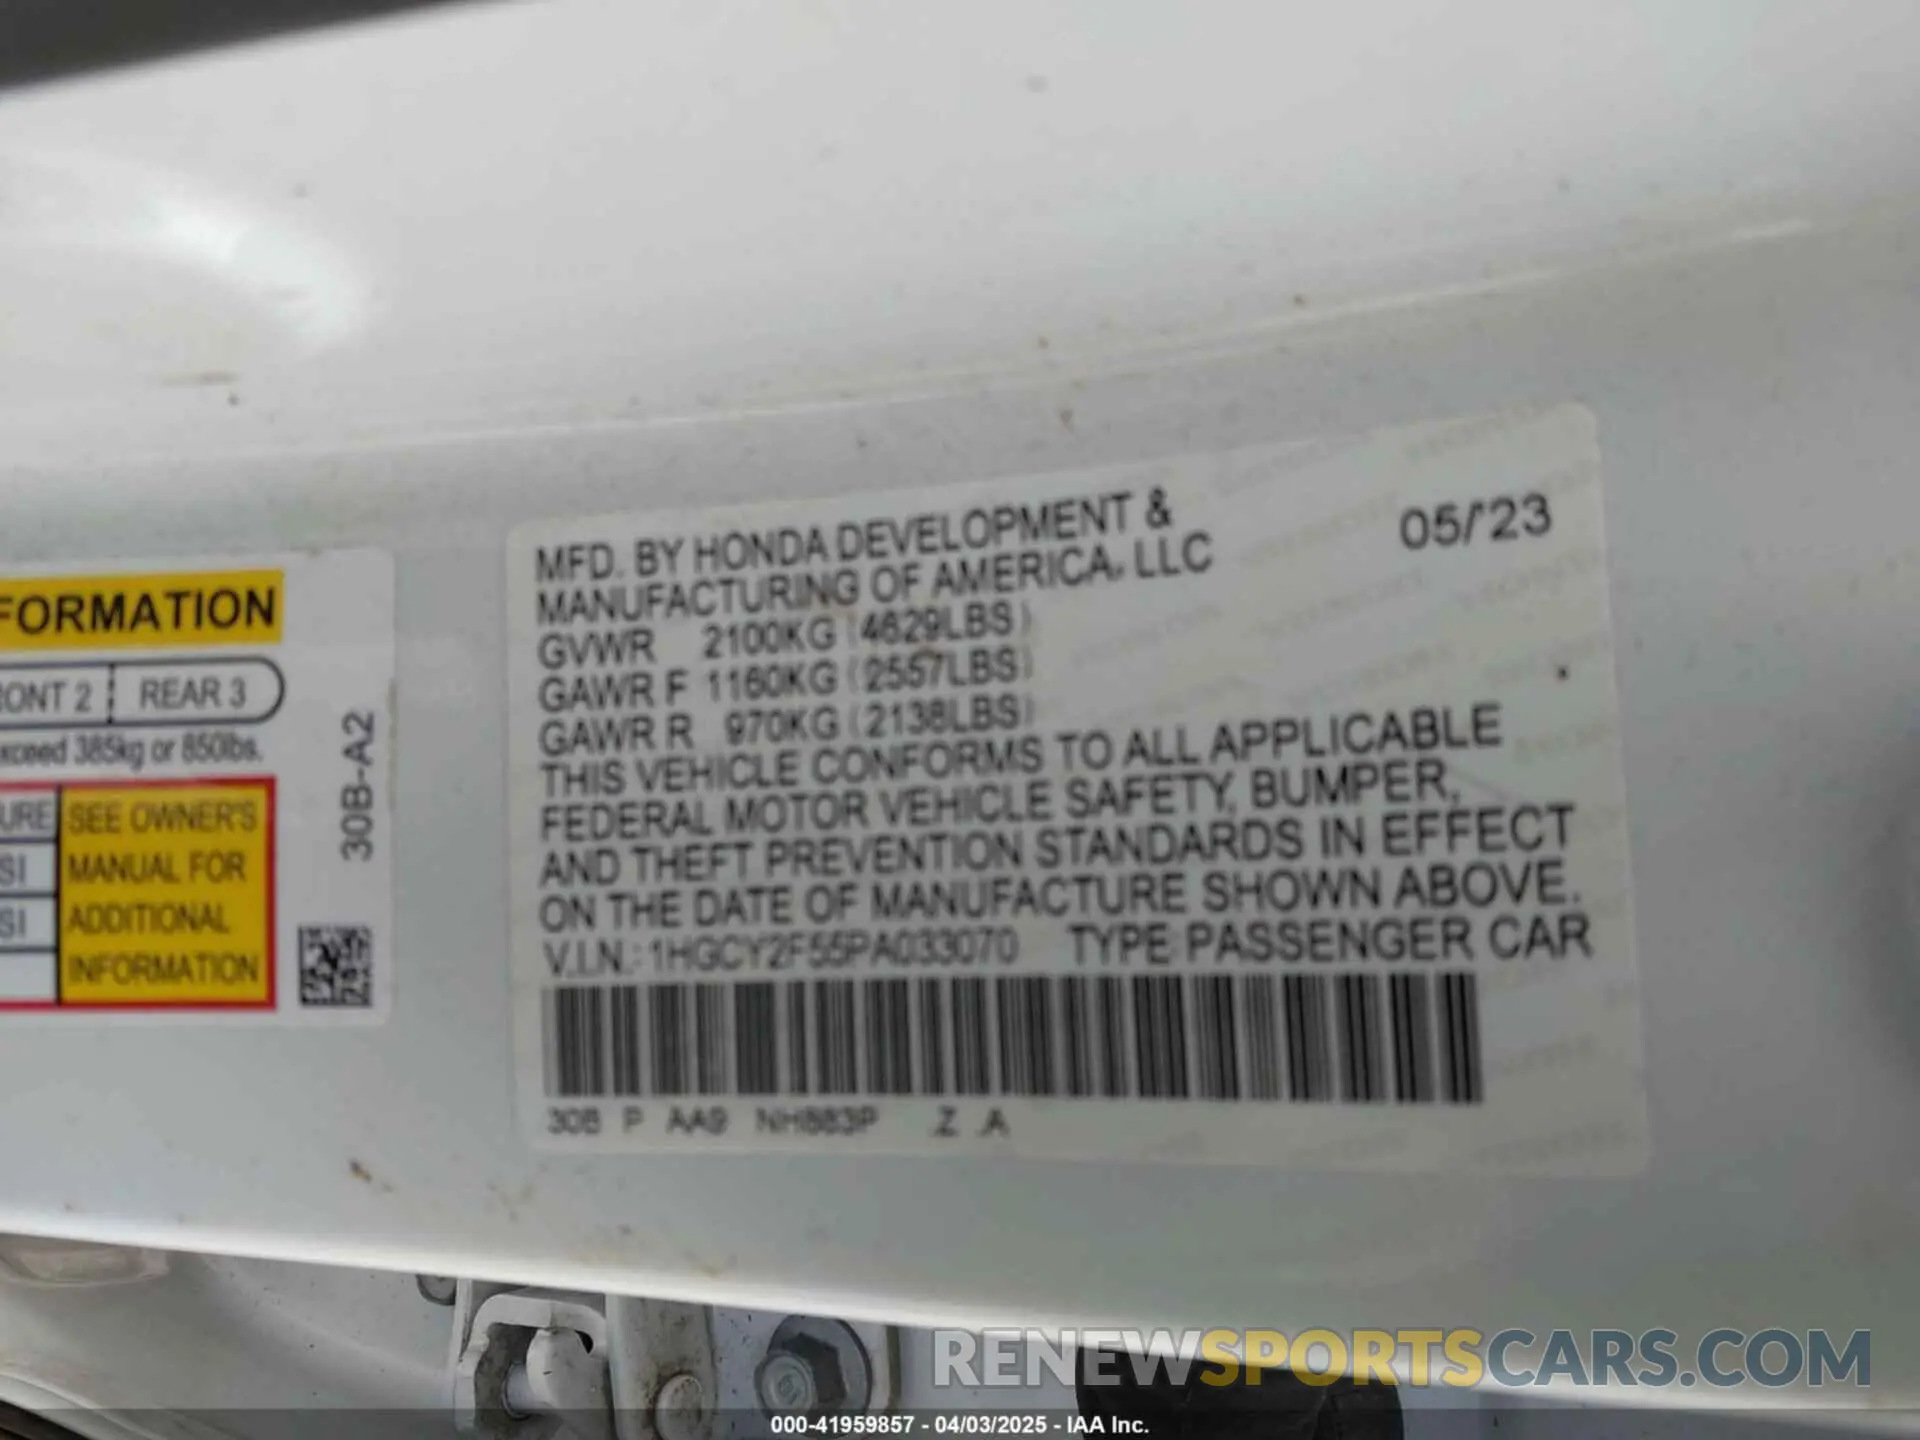 FORMATION
RONT 2 REAR 3
xceed 385kg or 850lbs.
URE SEE OWNER'S
SI MANUAL FOR
SI ADDITIONAL
INFORMATION
30B-A2
MFD. BY HONDA DEVELOPMENT & 05/'23
MANUFACTURING OF AMERICA, LLC
GVWR 2100KG (4629LBS)
GAWR F 1160KG (2557LBS)
GAWR R 970KG (2138LBS)
THIS VEHICLE CONFORMS TO ALL APPLICABLE
FEDERAL MOTOR VEHICLE SAFETY, BUMPER,
AND THEFT PREVENTION STANDARDS IN EFFECT
ON THE DATE OF MANUFACTURE SHOWN ABOVE.
V.I.N.: 1HGCY2F55PA033070 TYPE PASSENGER CAR
30B P AA9 NH883P Z A
RENEWSPORTSCARS.COM
000-41959857 - 04/03/2025 - IAA Inc.